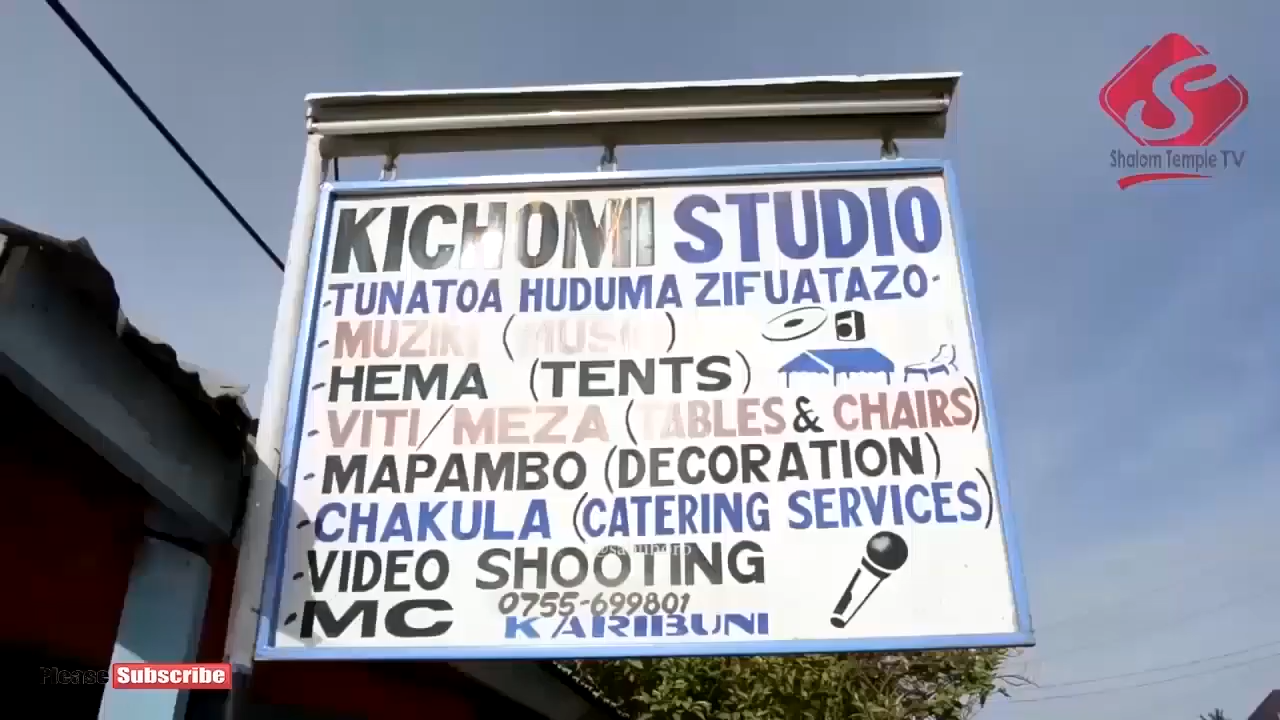 Shalom Temple TV
KICHOMI STUDIO
-TUNATOA HUDUMA ZIFUATAZO-
-MUZIKI (MUSIC)
-HEMA (TENTS)
-VITI/MEZA (TABLES & CHAIRS)
-MAPAMBO (DECORATION)
-CHAKULA (CATERING SERVICES)
-VIDEO SHOOTING
-MC 0755-699801
KARIBUNI
Please Subscribe